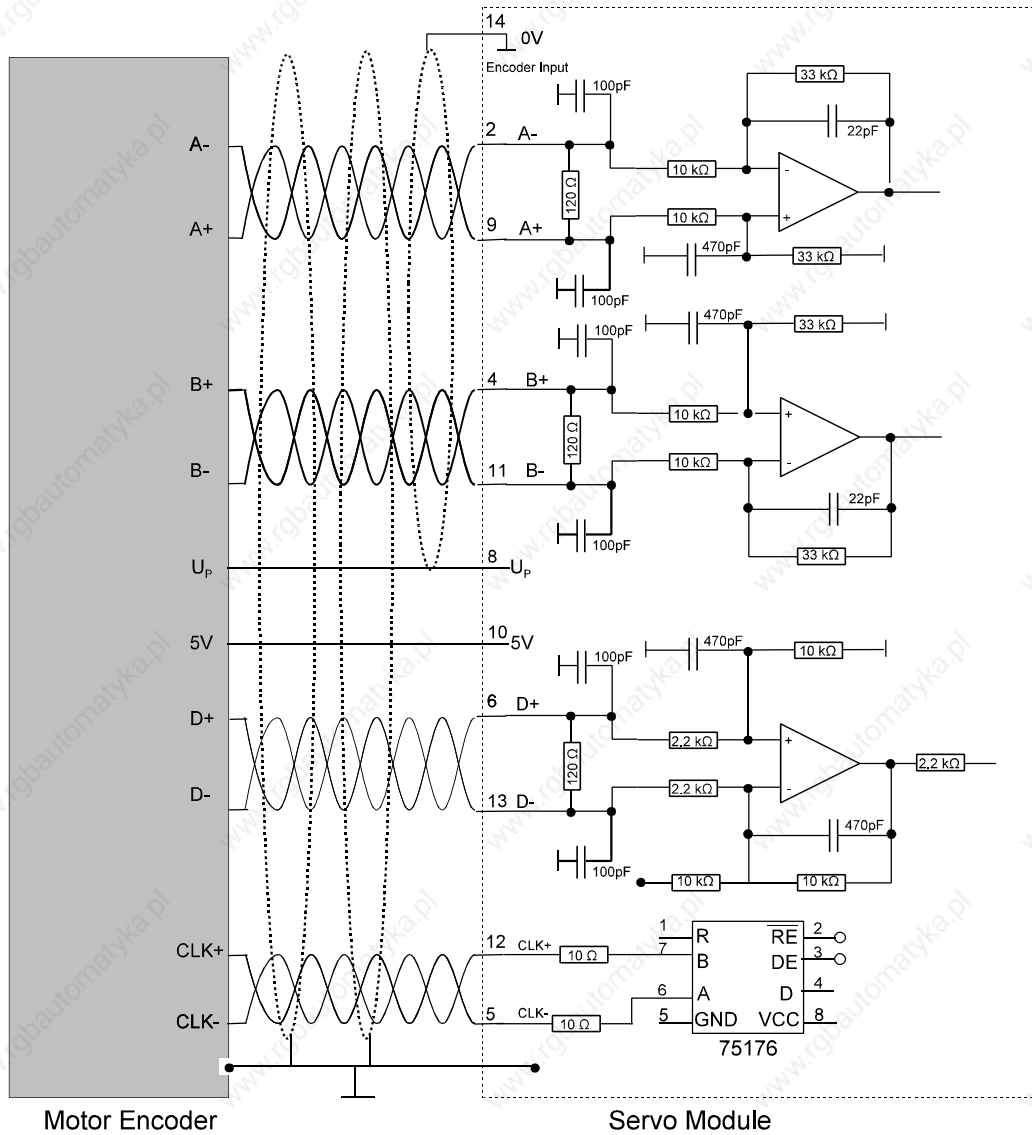 14
0V
Encoder Input
100pF
33 kΩ
22pF
A-
2
A-
10 kΩ
-
120 Ω
A+
9
A+
10 kΩ
+
470pF
33 kΩ
100pF
100pF
470pF
33 kΩ
B+
4
B+
10 kΩ
+
120 Ω
B-
11
B-
10 kΩ
-
22pF
100pF
33 kΩ
UP
8
UP
5V
10
5V
470pF
10 kΩ
100pF
D+
6
D+
2.2 kΩ
+
120 Ω
2.2 kΩ
D-
13
D-
2.2 kΩ
-
470pF
100pF
10 kΩ
10 kΩ
CLK+
12
CLK+
10 Ω
1
R
RE
2
7
B
DE
3
6
A
D
4
CLK-
5
CLK-
10 Ω
5
GND
VCC
8
75176
Motor Encoder
Servo Module
www.rgbautomatyka.pl